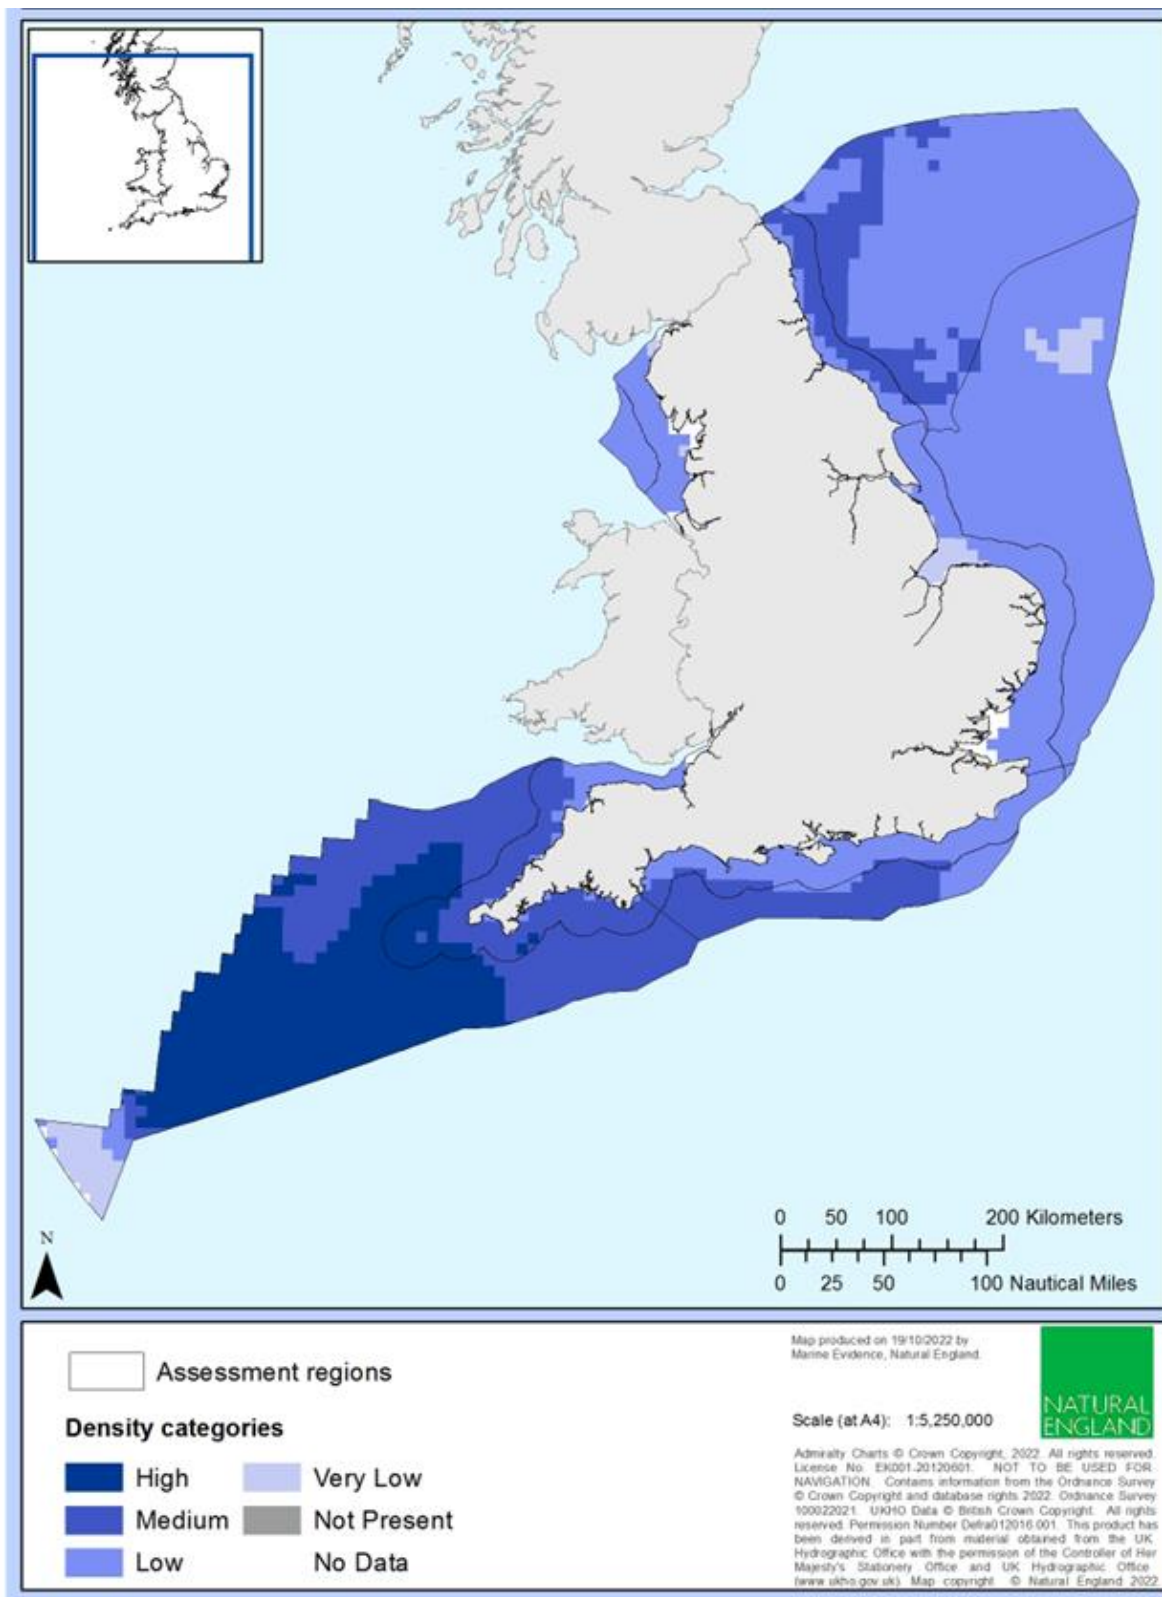 N
0 50 100 200 Kilometers
0 25 50 100 Nautical Miles
Assessment regions
Density categories
High
Medium
Low
Very Low
Not Present
No Data
Map produced on 19/10/2022 by
Marine Evidence, Natural England.
Scale (at A4): 1:5,250,000
NATURAL
ENGLAND
Admiralty Charts © Crown Copyright, 2022. All rights reserved.
License No. EK001-20120601. NOT TO BE USED FOR
NAVIGATION. Contains information from the Ordnance Survey
© Crown Copyright and database rights 2022. Ordnance Survey
100022021. UKHO Data © British Crown Copyright. All rights
reserved. Permission Number Defra012016.001. This product has
been derived in part from material obtained from the UK
Hydrographic Office with the permission of the Controller of Her
Majesty's Stationery Office and UK Hydrographic Office
(www.ukho.gov.uk). Map copyright © Natural England 2022